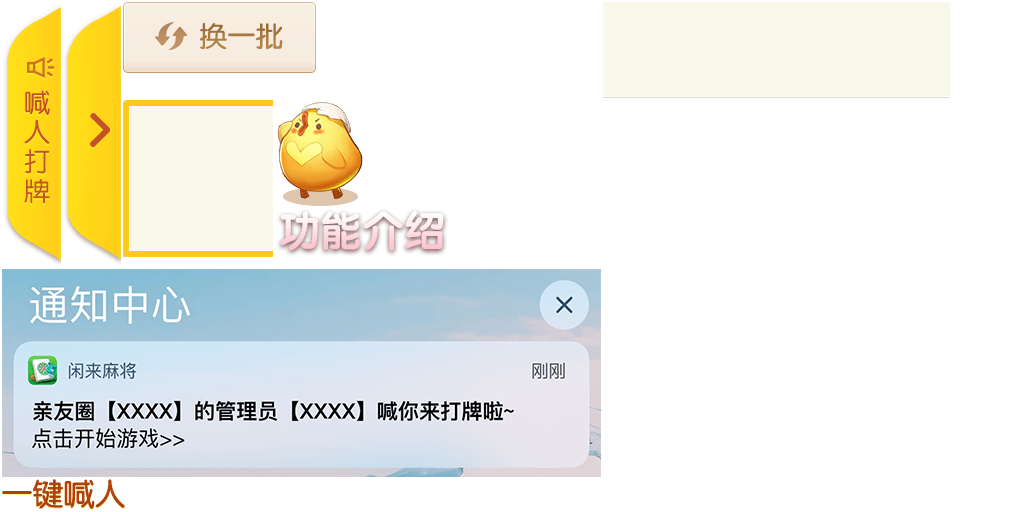 喊人打牌
换一批
功能介绍
通知中心
闲来麻将 刚刚
亲友圈【XXXX】的管理员【XXXX】喊你来打牌啦~
点击开始游戏>>
一键喊人